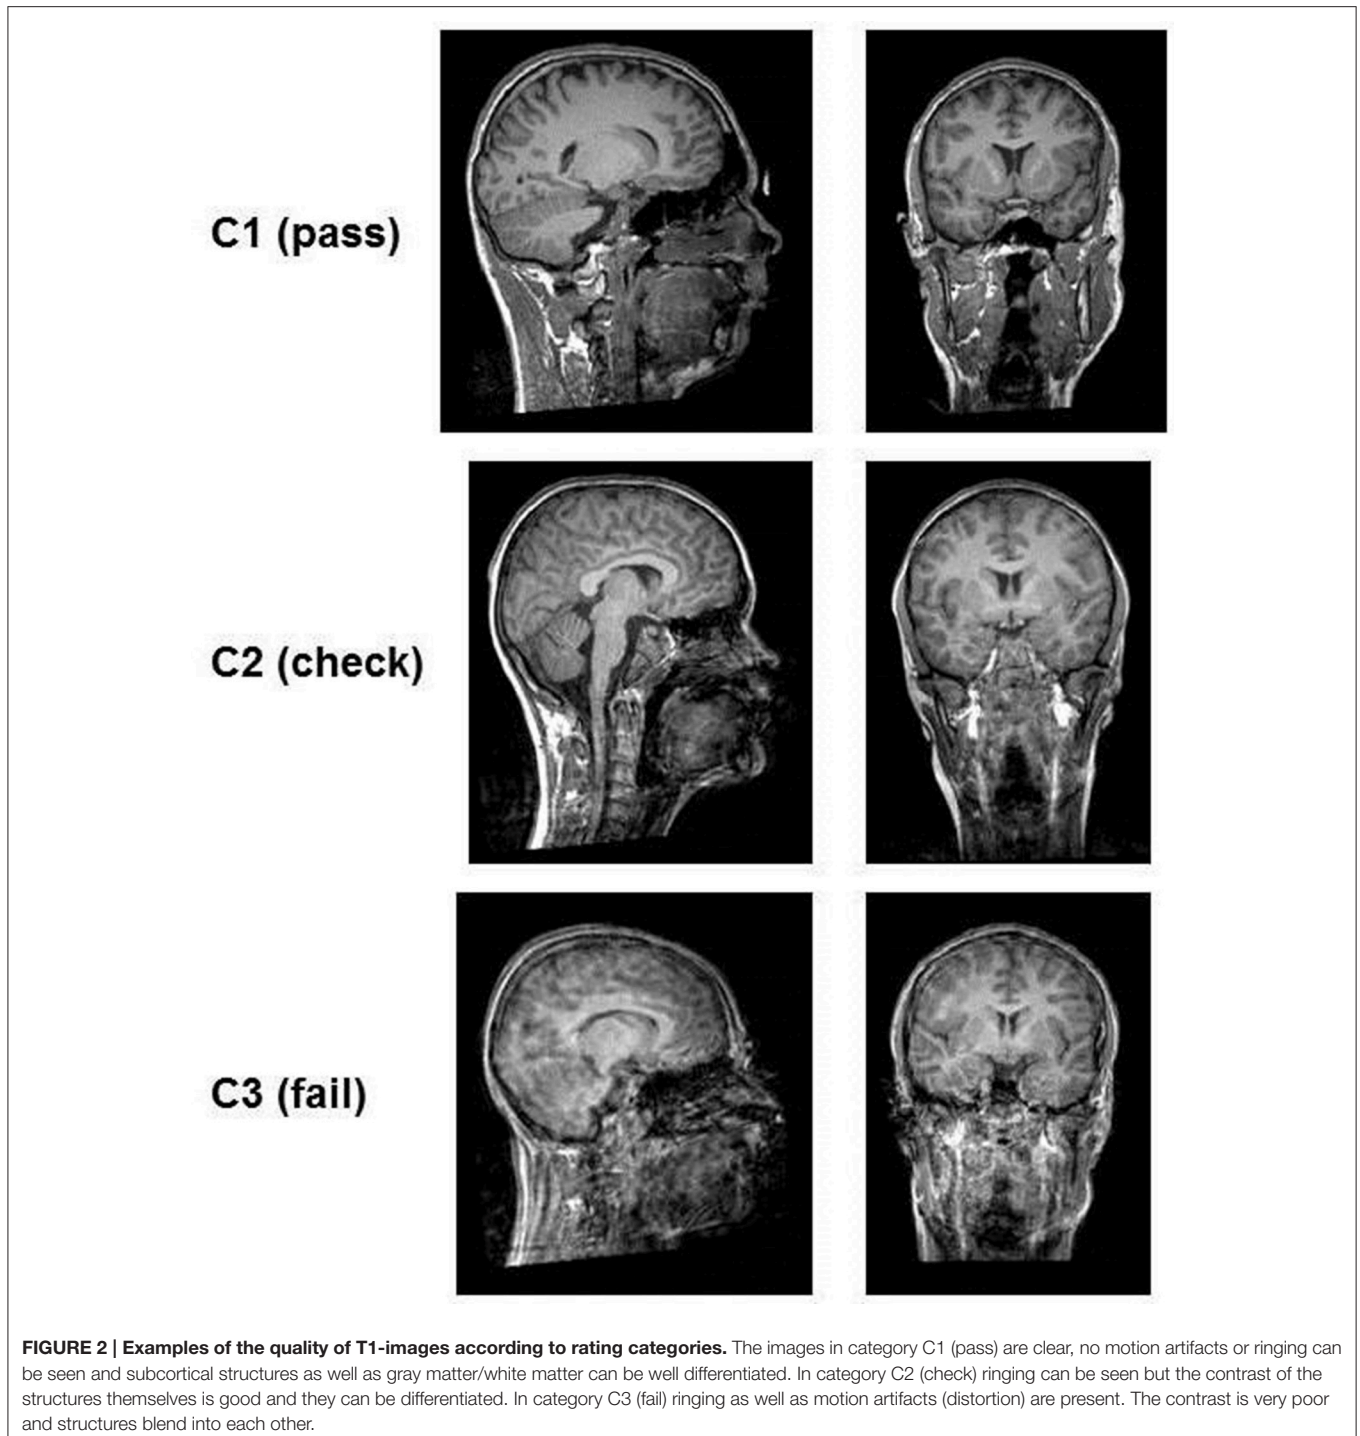 C1 (pass)
C2 (check)
C3 (fail)
FIGURE 2 | Examples of the quality of T1-images according to rating categories. The images in category C1 (pass) are clear, no motion artifacts or ringing can
be seen and subcortical structures as well as gray matter/white matter can be well differentiated. In category C2 (check) ringing can be seen but the contrast of the
structures themselves is good and they can be differentiated. In category C3 (fail) ringing as well as motion artifacts (distortion) are present. The contrast is very poor
and structures blend into each other.